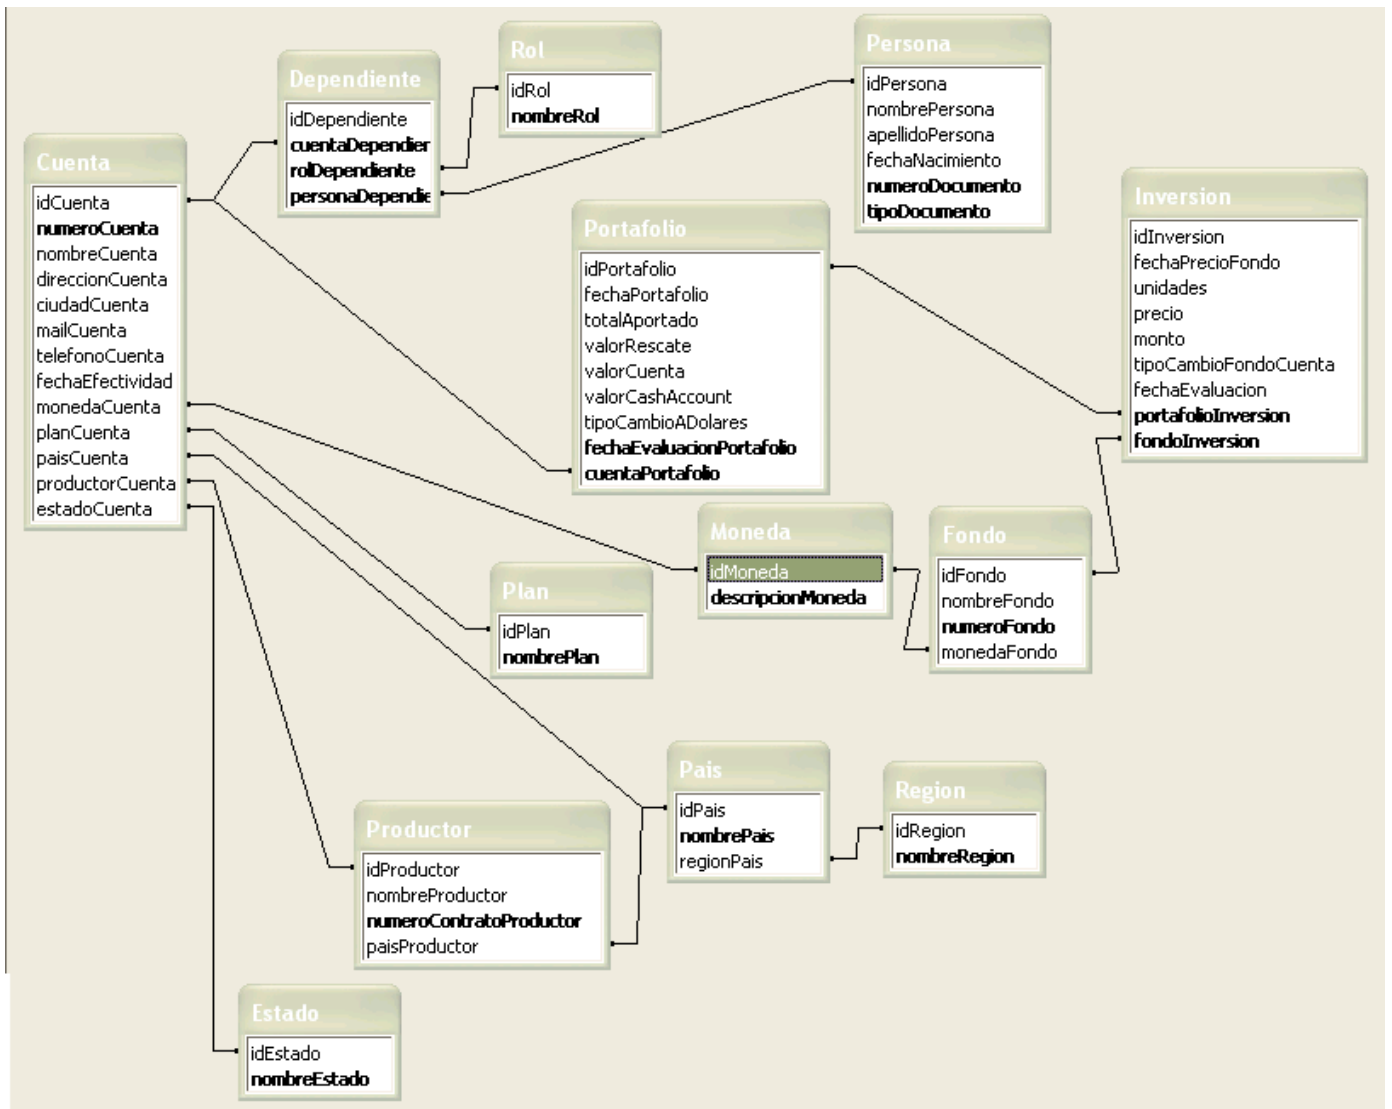 Cuenta
idCuenta
numeroCuenta
nombreCuenta
direccionCuenta
ciudadCuenta
mailCuenta
telefonoCuenta
fechaEfectividad
monedaCuenta
planCuenta
paisCuenta
productorCuenta
estadoCuenta
Dependiente
idDependiente
cuentaDependier
rolDependiente
personaDependie
Rol
idRol
nombreRol
Persona
idPersona
nombrePersona
apellidoPersona
fechaNacimiento
numeroDocumento
tipoDocumento
Portafolio
idPortafolio
fechaPortafolio
totalAportado
valorRescate
valorCuenta
valorCashAccount
tipoCambioADolares
fechaEvaluacionPortafolio
cuentaPortafolio
Inversion
idInversion
fechaPrecioFondo
unidades
precio
monto
tipoCambioFondoCuenta
fechaEvaluacion
portafolioInversion
fondoInversion
Moneda
idMoneda
descripcionMoneda
Fondo
idFondo
nombreFondo
numeroFondo
monedaFondo
Plan
idPlan
nombrePlan
Pais
idPais
nombrePais
regionPais
Region
idRegion
nombreRegion
Productor
idProductor
nombreProductor
numeroContratoProductor
paisProductor
Estado
idEstado
nombreEstado